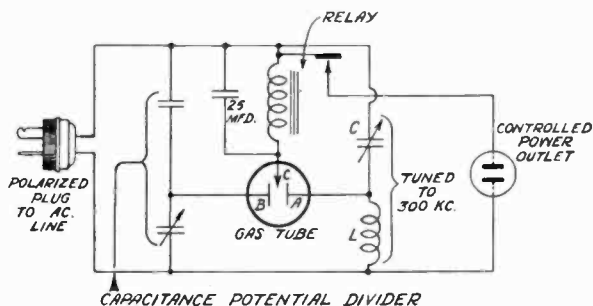 RELAY
25
MFD.
C
CONTROLLED
POWER
OUTLET
POLARIZED
PLUG
TO AC.
LINE
TUNED
TO
300 KC.
C
B
A
GAS TUBE
L
CAPACITANCE POTENTIAL DIVIDER